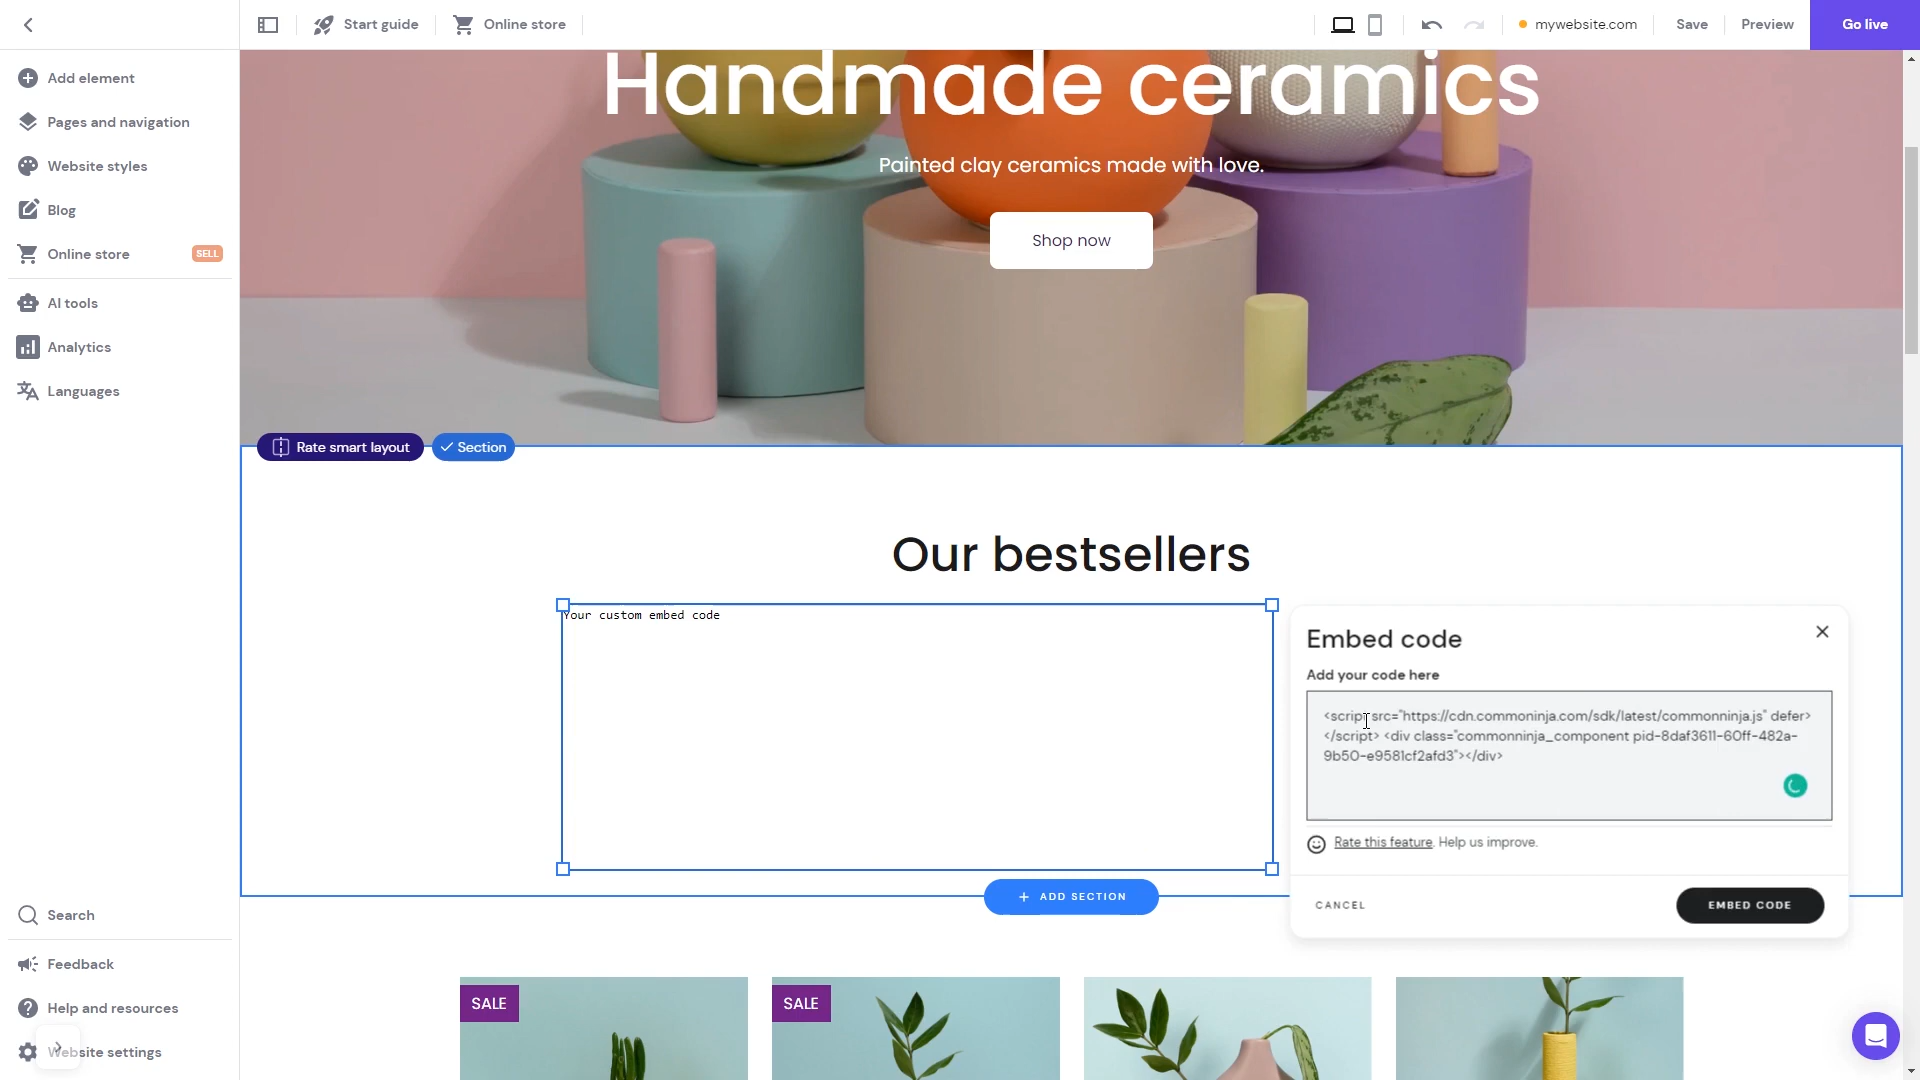 Start guide
Online store
mywebsite.com
Save
Preview
Go live
Add element
Pages and navigation
Website styles
Blog
Online store
SELL
AI tools
Analytics
Languages
Search
Feedback
Help and resources
Website settings
Handmade ceramics
Painted clay ceramics made with love.
Shop now
Rate smart layout
Section
Our bestsellers
Your custom embed code
ADD SECTION
Embed code
Add your code here
<script src="https://cdn.commoninja.com/sdk/latest/commonninja.js" defer>
</script> <div class="commonninja_component pid-8daf3611-60ff-482a-
9b50-e9581cf2afd3"></div>
Rate this feature. Help us improve.
CANCEL
EMBED CODE
SALE
SALE